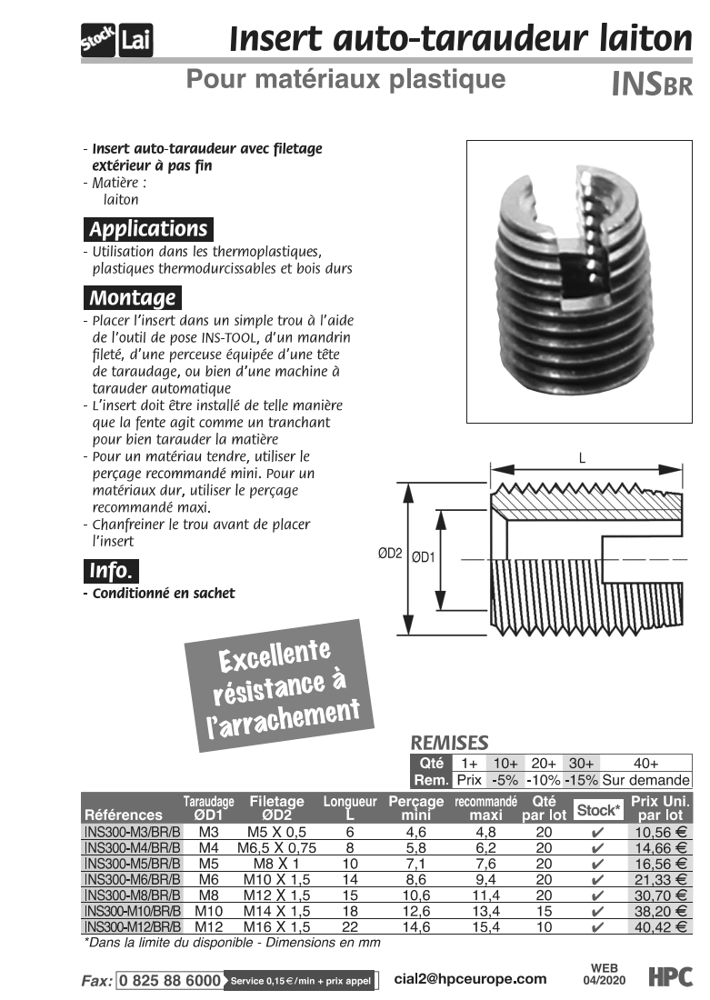 Stock Lai
Insert auto-taraudeur laiton
Pour matériaux plastique
INSBR
- Insert auto-taraudeur avec filetage
extérieur à pas fin
- Matière :
laiton
Applications
- Utilisation dans les thermoplastiques,
plastiques thermodurcissables et bois durs
Montage
- Placer l'insert dans un simple trou à l'aide
de l'outil de pose INS-TOOL, d'un mandrin
fileté, d'une perceuse équipée d'une tête
de taraudage, ou bien d'une machine à
tarauder automatique
- L'insert doit être installé de telle manière
que la fente agit comme un tranchant
pour bien tarauder la matière
- Pour un matériau tendre, utiliser le
perçage recommandé mini. Pour un
matériaux dur, utiliser le perçage
recommandé maxi.
- Chanfreiner le trou avant de placer
l'insert
Info.
- Conditionné en sachet
L
ØD2 ØD1
Excellente
résistance à
l'arrachement
REMISES
Qté 1+ 10+ 20+ 30+ 40+
Rem. Prix -5% -10% -15% Sur demande
Taraudage Filetage Longueur Perçage recommandé Qté Prix Uni.
Références ØD1 ØD2 L mini maxi par lot Stock* par lot
INS300-M3/BR/B M3 M5 X 0,5 6 4,6 4,8 20 ✔ 10,56 €
INS300-M4/BR/B M4 M6,5 X 0,75 8 5,8 6,2 20 ✔ 14,66 €
INS300-M5/BR/B M5 M8 X 1 10 7,1 7,6 20 ✔ 16,56 €
INS300-M6/BR/B M6 M10 X 1,5 14 8,6 9,4 20 ✔ 21,33 €
INS300-M8/BR/B M8 M12 X 1,5 15 10,6 11,4 20 ✔ 30,70 €
INS300-M10/BR/B M10 M14 X 1,5 18 12,6 13,4 15 ✔ 38,20 €
INS300-M12/BR/B M12 M16 X 1,5 22 14,6 15,4 10 ✔ 40,42 €
*Dans la limite du disponible - Dimensions en mm
Fax: 0 825 88 6000 Service 0,15 €/min + prix appel cial2@hpceurope.com WEB
04/2020 HPC